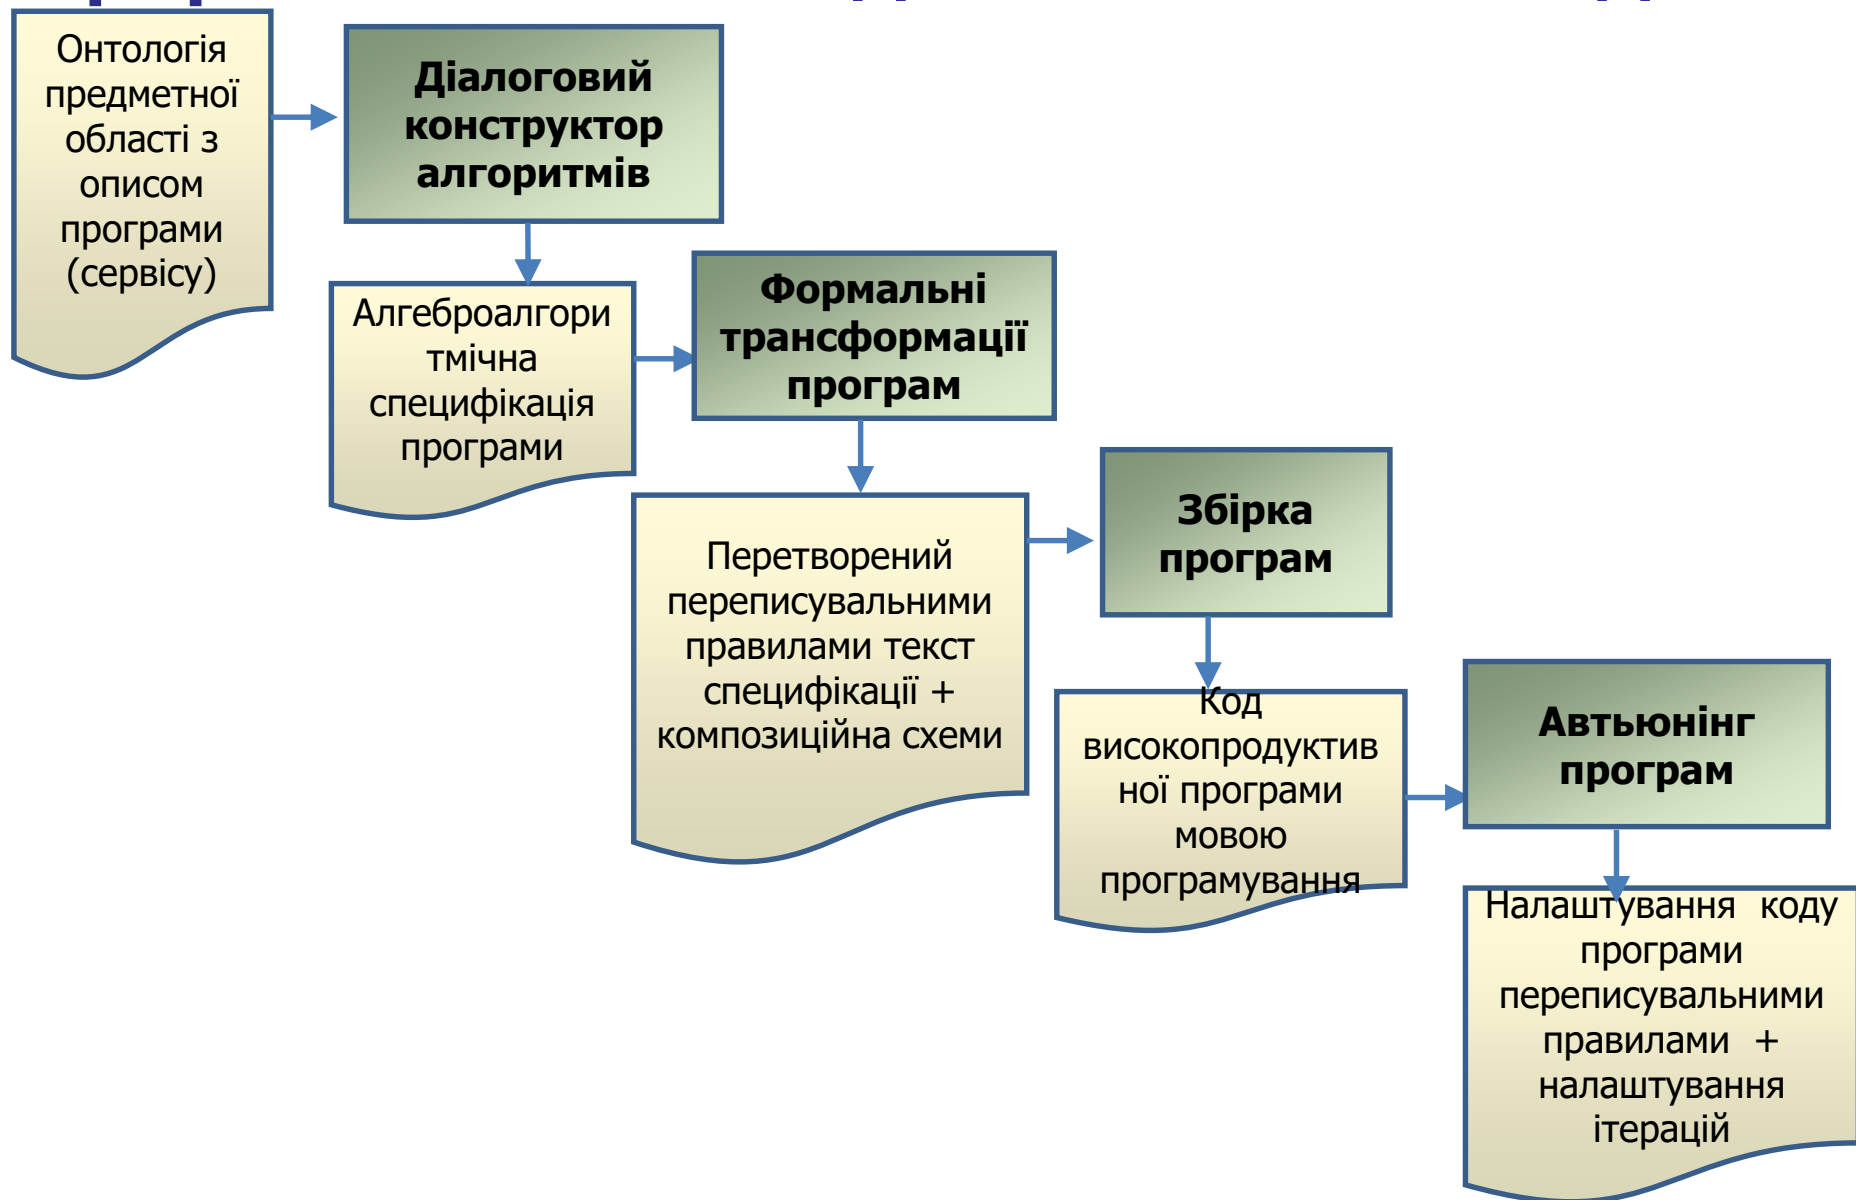 Онтологія
предметної
області з
описом
програми
(сервісу)
Діалоговий
конструктор
алгоритмів
Алгеброалгори
тмічна
специфікація
програми
Формальні
трансформації
програм
Перетворений
переписувальними
правилами текст
специфікації +
композиційна схеми
Збірка
програм
Код
високопродуктив
ної програми
мовою
програмування
Автьюнінг
програм
Налаштування коду
програми
переписувальними
правилами +
налаштування
ітерацій